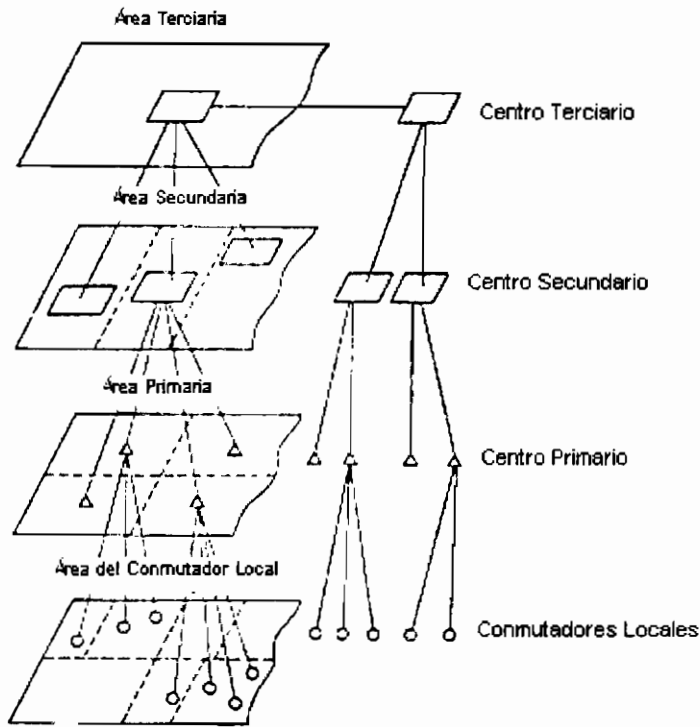 Área Terciaria
Centro Terciario
Área Secundaria
Centro Secundario
Área Primaria
Centro Primario
Área del Conmutador Local
Conmutadores Locales